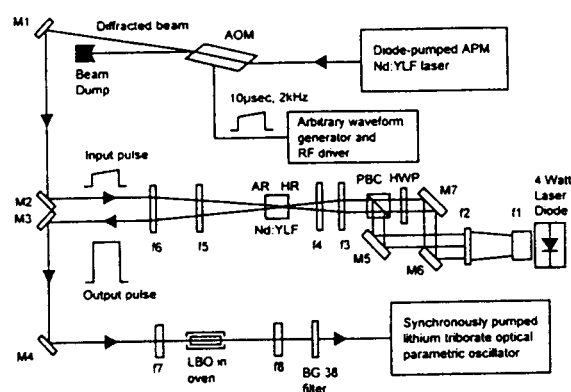 M1
Diffracted beam
AOM
Beam
Dump
Diode-pumped APM
Nd:YLF laser
10µsec, 2kHz
Arbitrary waveform
generator and
RF driver
Input pulse
M2
M3
AR HR
Nd:YLF
f6
f5
f4
f3
PBC
HWP
M7
M5
M6
f2
f1
4 Watt
Laser
Diode
Output pulse
M4
f7
LBO in
oven
f8
BG 38
filter
Synchronously pumped
lithium triborate optical
parametric oscillator